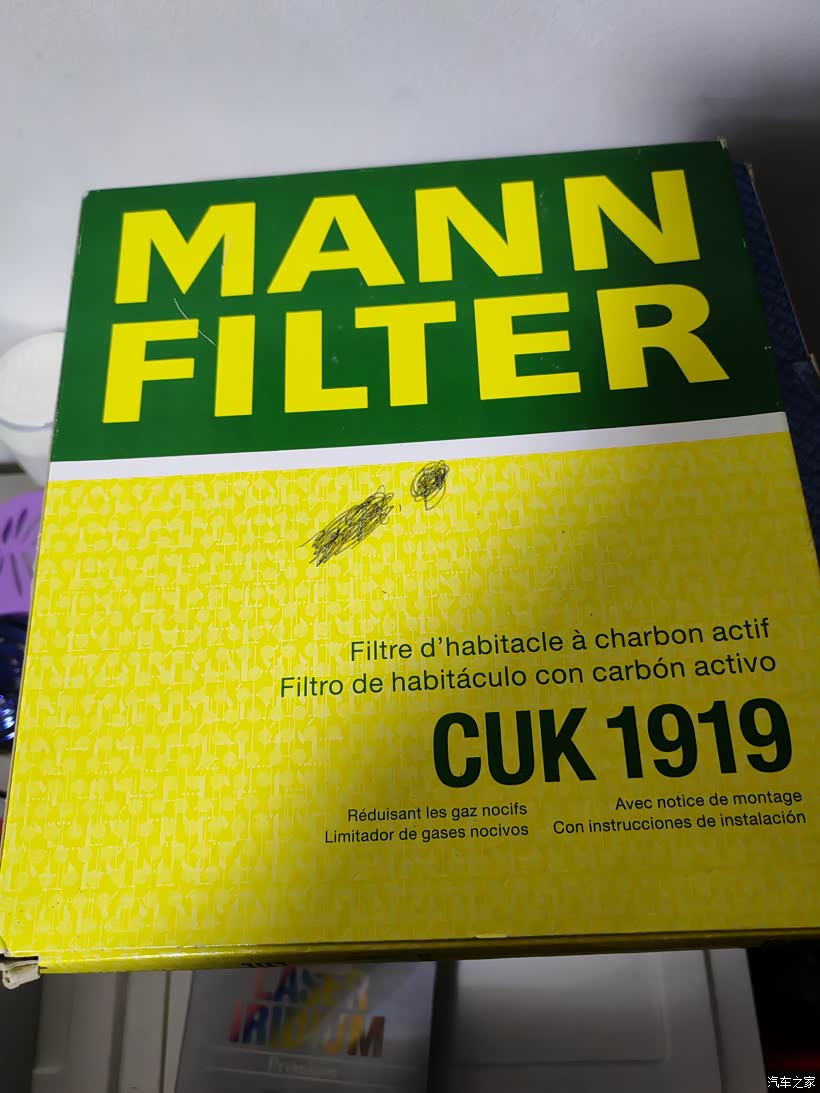 MANN
FILTER
Filtre d'habitacle à charbon actif
Filtro de habitáculo con carbón activo
CUK 1919
Réduisant les gaz nocifs
Limitador de gases nocivos
Avec notice de montage
Con instrucciones de instalación
LASER
IRIDIUM
汽车之家